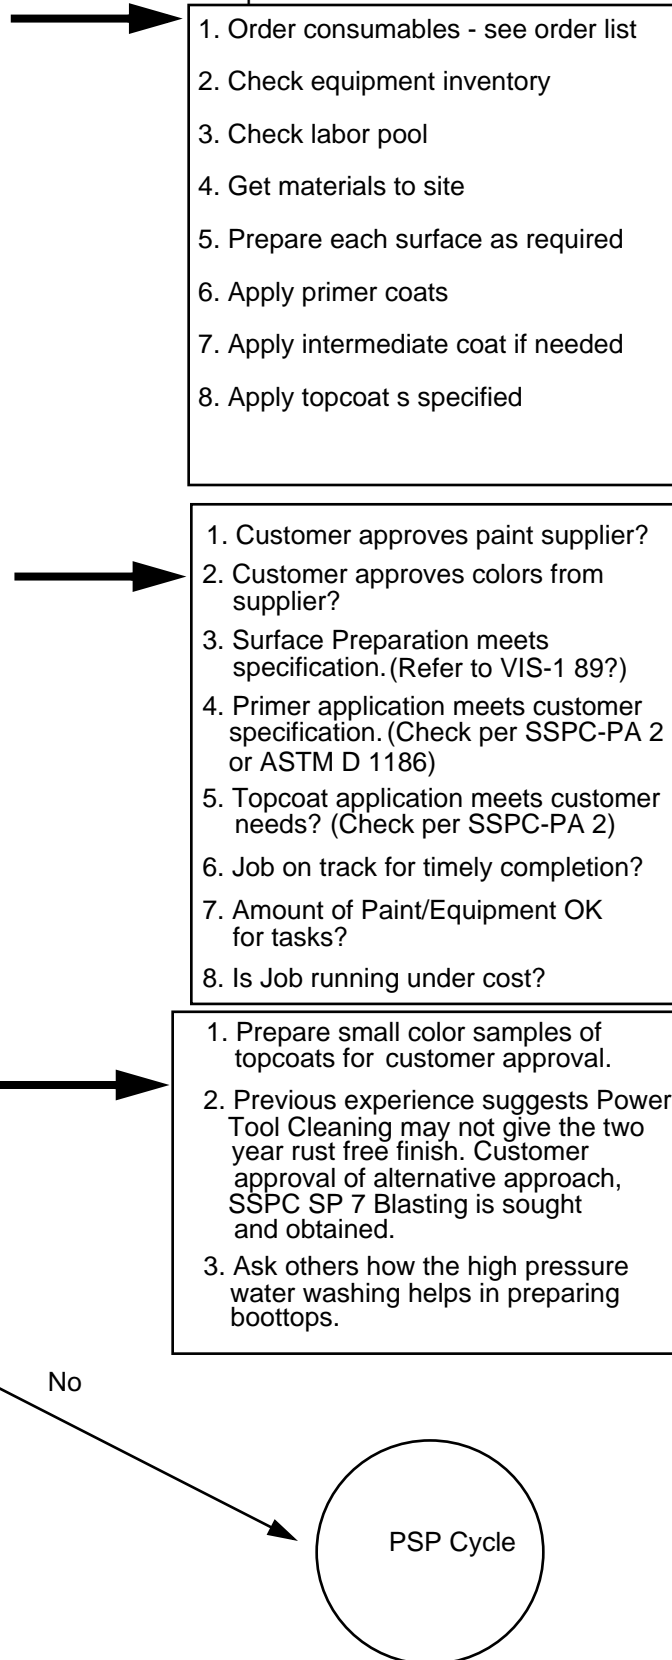 1. Order consumables - see order list
2. Check equipment inventory
3. Check labor pool
4. Get materials to site
5. Prepare each surface as required
6. Apply primer coats
7. Apply intermediate coat if needed
8. Apply topcoat s specified
1. Customer approves paint supplier?
2. Customer approves colors from
supplier?
3. Surface Preparation meets
specification. (Refer to VIS-1 89?)
4. Primer application meets customer
specification. (Check per SSPC-PA 2
or ASTM D 1186)
5. Topcoat application meets customer
needs? (Check per SSPC-PA 2)
6. Job on track for timely completion?
7. Amount of Paint/Equipment OK
for tasks?
8. Is Job running under cost?
1. Prepare small color samples of
topcoats for customer approval.
2. Previous experience suggests Power
Tool Cleaning may not give the two
year rust free finish. Customer
approval of alternative approach,
SSPC SP 7 Blasting is sought
and obtained.
3. Ask others how the high pressure
water washing helps in preparing
boottops.
No
PSP Cycle